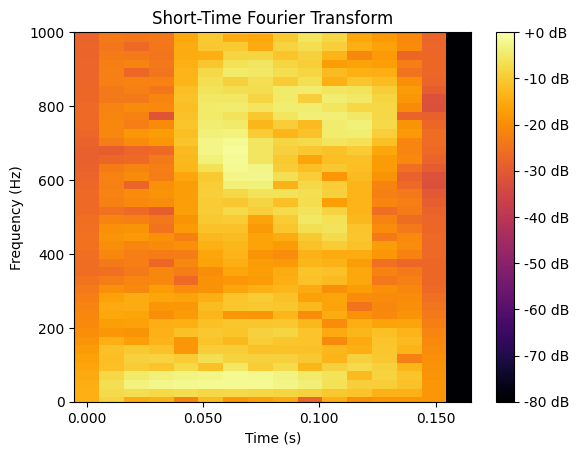 Short-Time Fourier Transform
1000
800
600
400
200
0
Frequency (Hz)
0.000
0.050
0.100
0.150
Time (s)
+0 dB
-10 dB
-20 dB
-30 dB
-40 dB
-50 dB
-60 dB
-70 dB
-80 dB